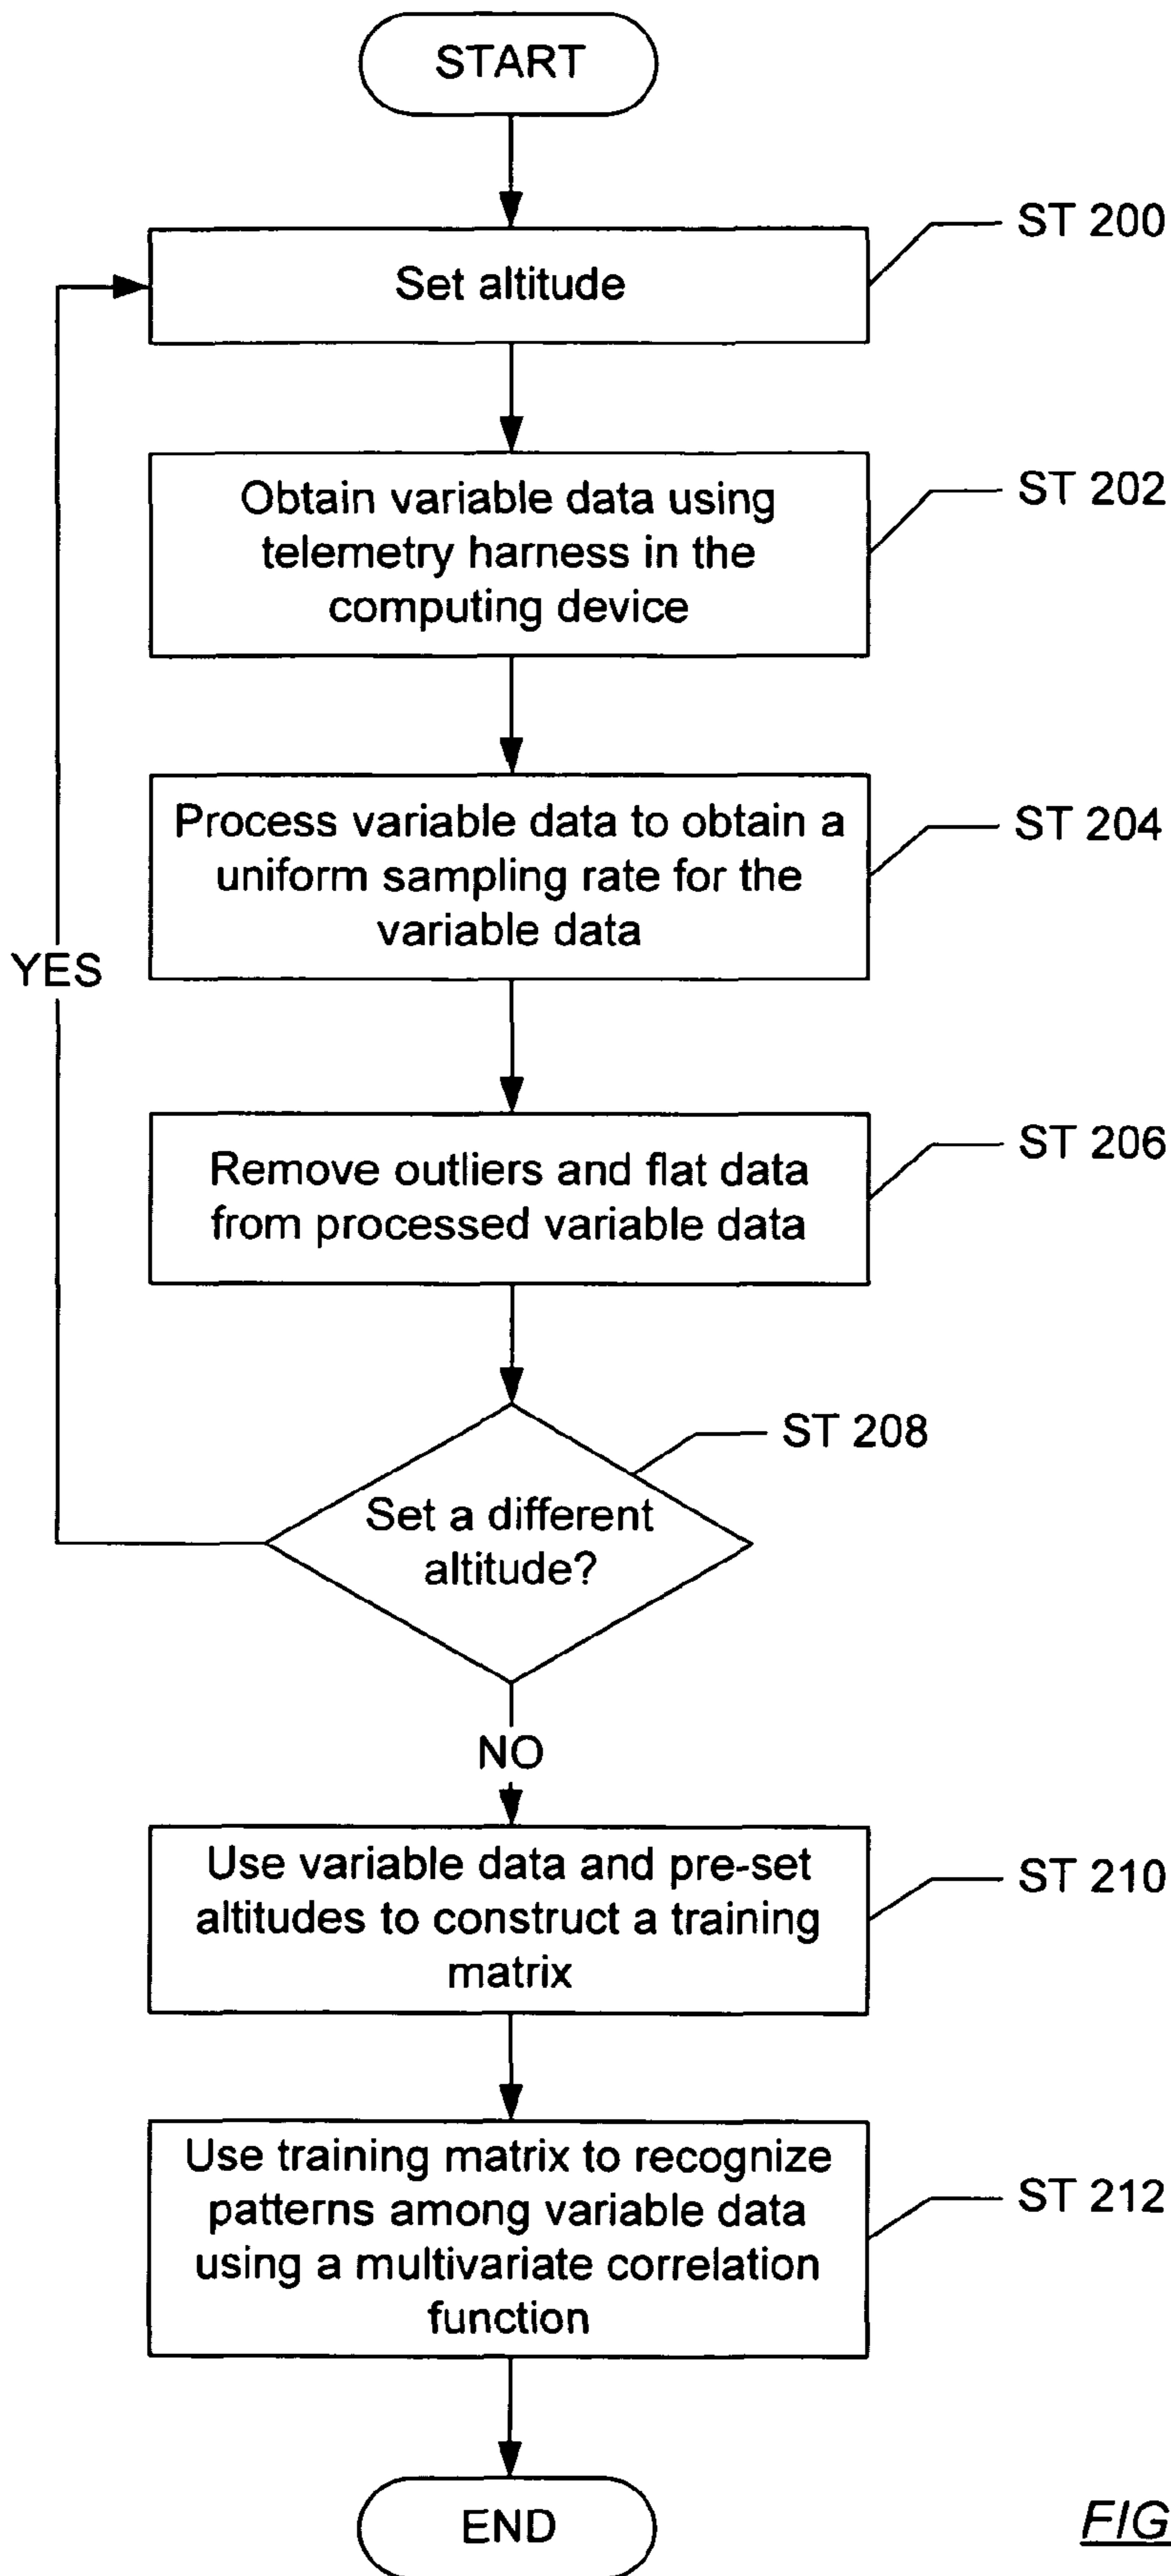 START
ST 200
Set altitude
ST 202
Obtain variable data using
telemetry harness in the
computing device
ST 204
Process variable data to obtain a
uniform sampling rate for the
variable data
YES
ST 206
Remove outliers and flat data
from processed variable data
ST 208
Set a different
altitude?
NO
ST 210
Use variable data and pre-set
altitudes to construct a training
matrix
ST 212
Use training matrix to recognize
patterns among variable data
using a multivariate correlation
function
END
FIG